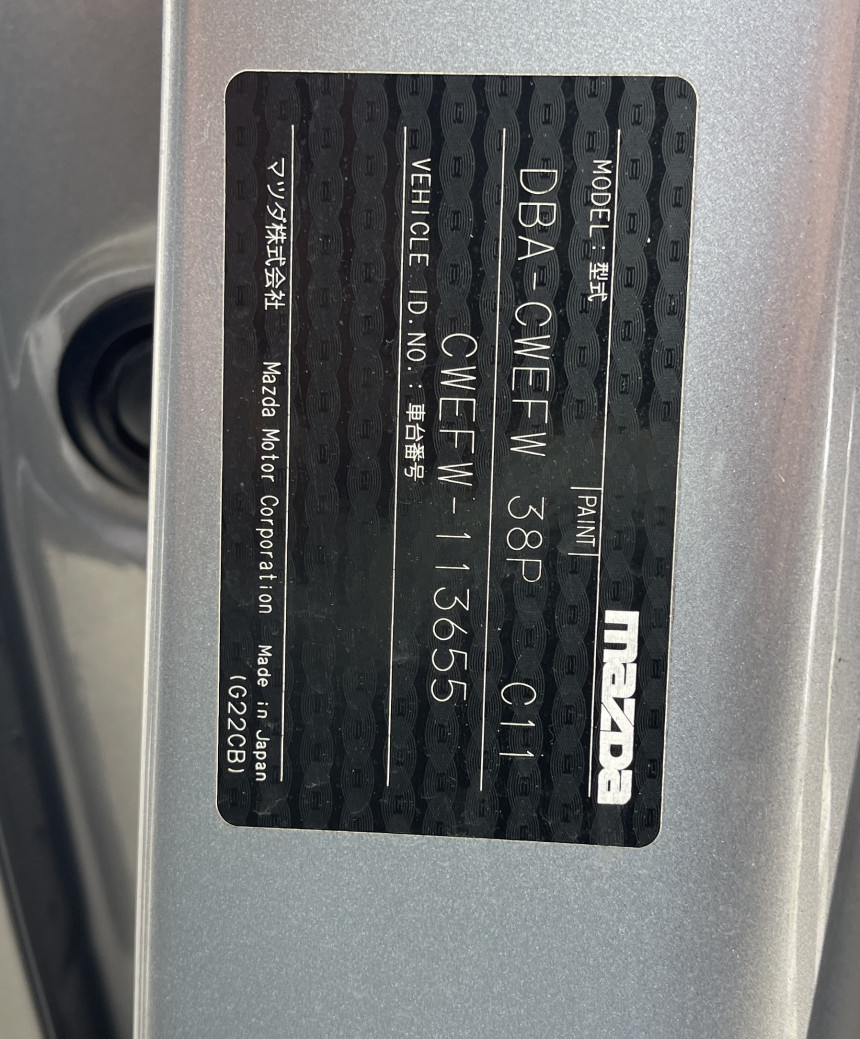 mazda
MODEL : 型式
PAINT
DBA-CWEFW 38P C11
CWEFW-113655
VEHICLE ID.NO.: 車台番号
マツダ株式会社 Mazda Motor Corporation Made in Japan
(G22CB)